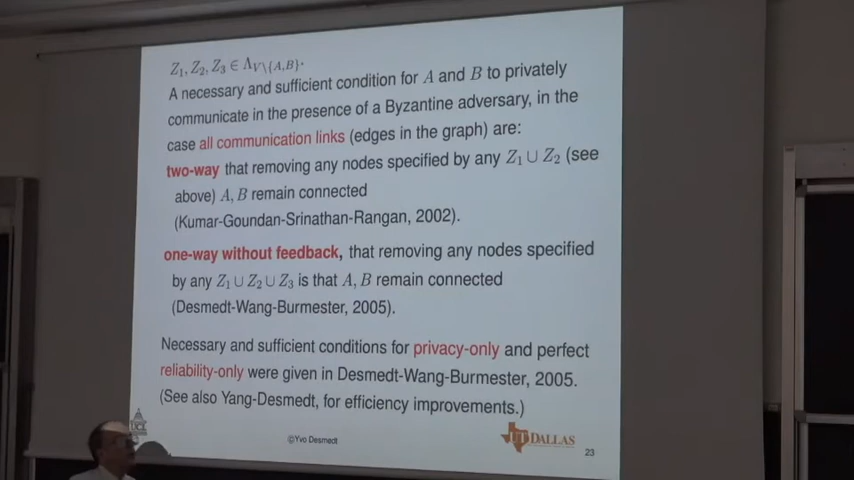 Z₁, Z₂, Z₃ ∈ Λ_{V\{A,B}}.
A necessary and sufficient condition for A and B to privately
communicate in the presence of a Byzantine adversary, in the
case all communication links (edges in the graph) are:
two-way that removing any nodes specified by any Z₁ ∪ Z₂ (see
above) A, B remain connected
(Kumar-Goundan-Srinathan-Rangan, 2002).
one-way without feedback, that removing any nodes specified
by any Z₁ ∪ Z₂ ∪ Z₃ is that A, B remain connected
(Desmedt-Wang-Burmester, 2005).
Necessary and sufficient conditions for privacy-only and perfect
reliability-only were given in Desmedt-Wang-Burmester, 2005.
(See also Yang-Desmedt, for efficiency improvements.)
UCL
©Yvo Desmedt
UT DALLAS
23